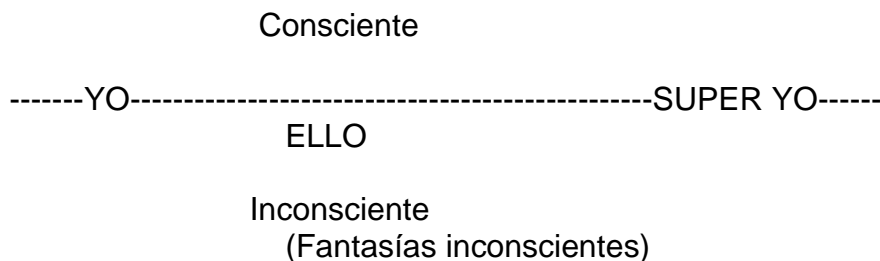 Consciente
-------YO--------------------------------------------------SUPER YO------
ELLO
Inconsciente
(Fantasías inconscientes)